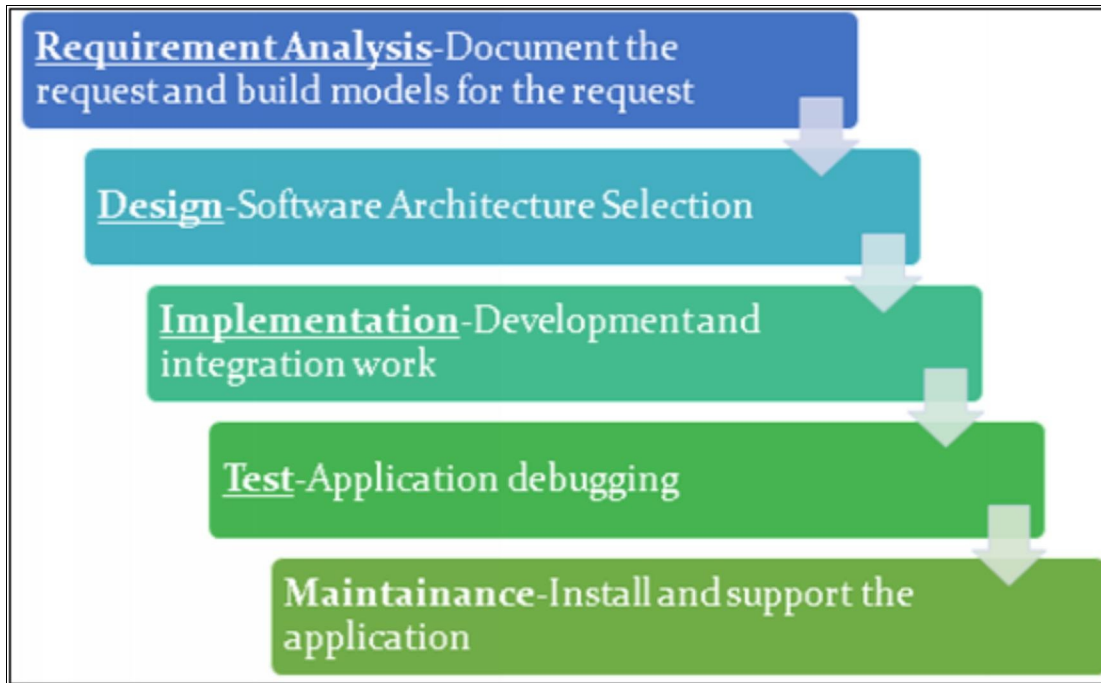 Requirement Analysis-Document the
request and build models for the request
Design-Software Architecture Selection
Implementation-Development and
integration work
Test-Application debugging
Maintainance-Install and support the
application